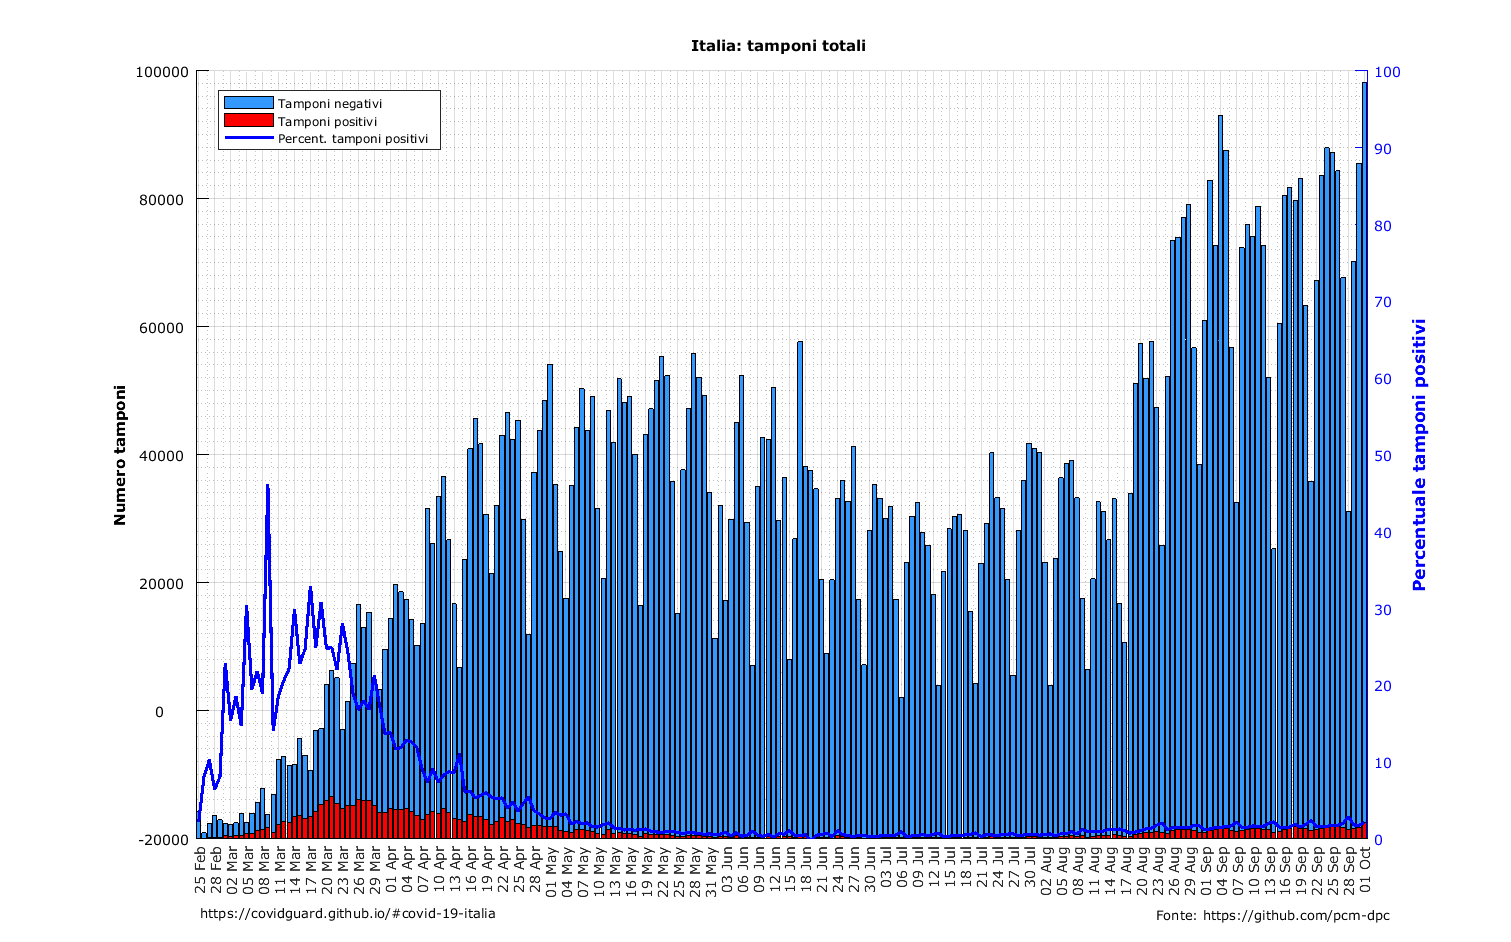 Italia: tamponi totali
100000
80000
60000
40000
20000
0
-20000
Numero tamponi
Tamponi negativi
Tamponi positivi
Percent. tamponi positivi
100
90
80
70
60
50
40
30
20
10
0
Percentuale tamponi positivi
25 Feb
28 Feb
02 Mar
05 Mar
08 Mar
11 Mar
14 Mar
17 Mar
20 Mar
23 Mar
26 Mar
29 Mar
01 Apr
04 Apr
07 Apr
10 Apr
13 Apr
16 Apr
19 Apr
22 Apr
25 Apr
28 Apr
01 May
04 May
07 May
10 May
13 May
16 May
19 May
22 May
25 May
28 May
31 May
03 Jun
06 Jun
09 Jun
12 Jun
15 Jun
18 Jun
21 Jun
24 Jun
27 Jun
30 Jun
03 Jul
06 Jul
09 Jul
12 Jul
15 Jul
18 Jul
21 Jul
24 Jul
27 Jul
30 Jul
02 Aug
05 Aug
08 Aug
11 Aug
14 Aug
17 Aug
20 Aug
23 Aug
26 Aug
29 Aug
01 Sep
04 Sep
07 Sep
10 Sep
13 Sep
16 Sep
19 Sep
22 Sep
25 Sep
28 Sep
01 Oct
https://covidguard.github.io/#covid-19-italia
Fonte: https://github.com/pcm-dpc